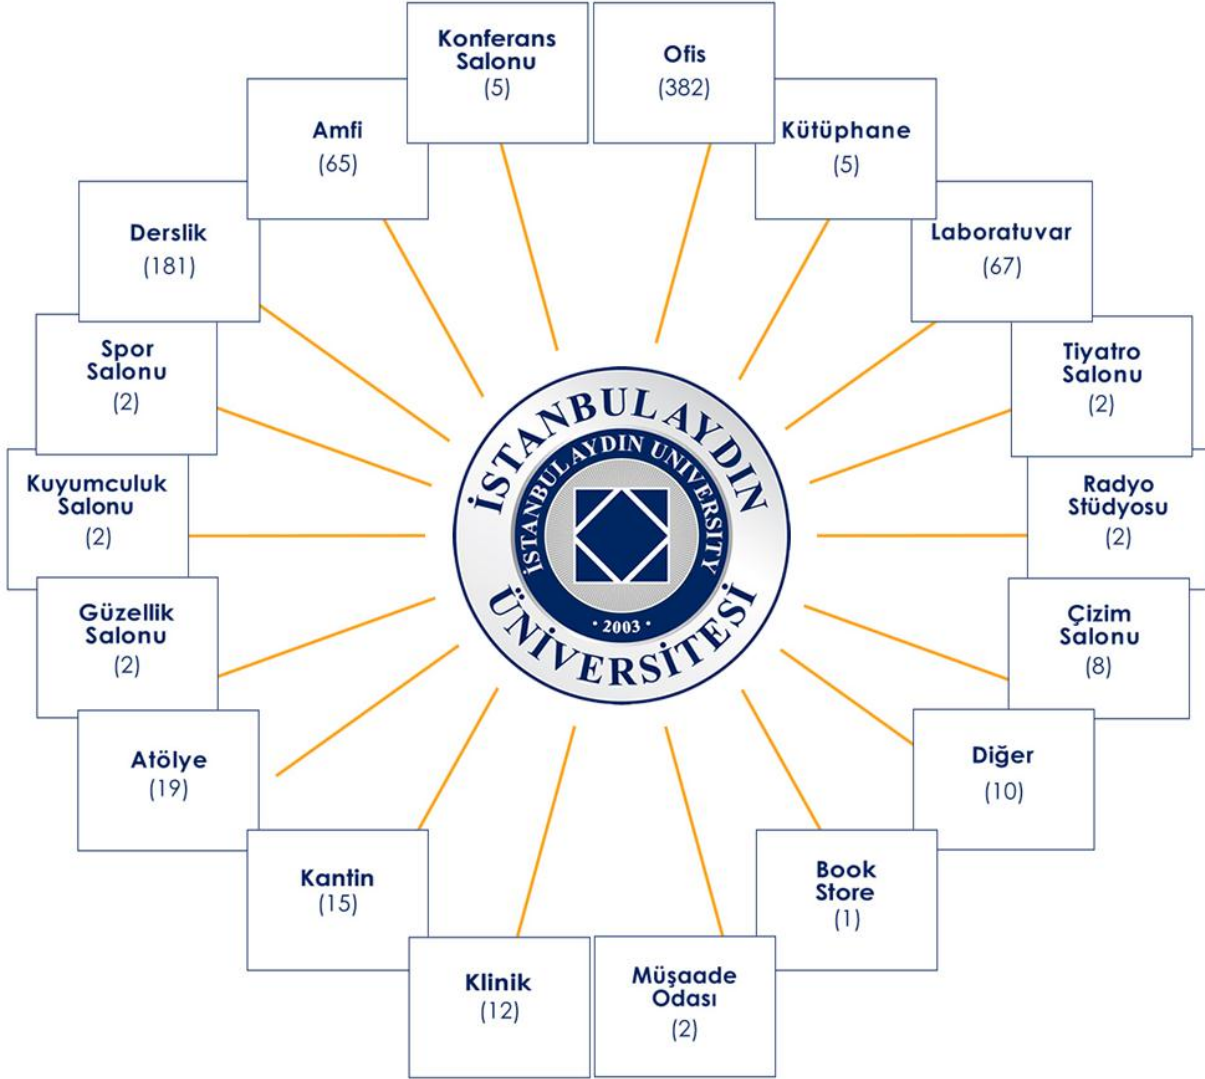 Konferans
Salonu
(5)
Ofis
(382)
Kütüphane
(5)
Laboratuvar
(67)
Tiyatro
Salonu
(2)
Radyo
Stüdyosu
(2)
Çizim
Salonu
(8)
Diğer
(10)
Book
Store
(1)
Müşaade
Odası
(2)
Klinik
(12)
Kantin
(15)
Atölye
(19)
Güzellik
Salonu
(2)
Kuyumculuk
Salonu
(2)
Spor
Salonu
(2)
Derslik
(181)
Amfi
(65)
İSTANBUL AYDIN
ÜNİVERSİTESİ
İSTANBUL AYDIN UNIVERSITY
· 2003 ·